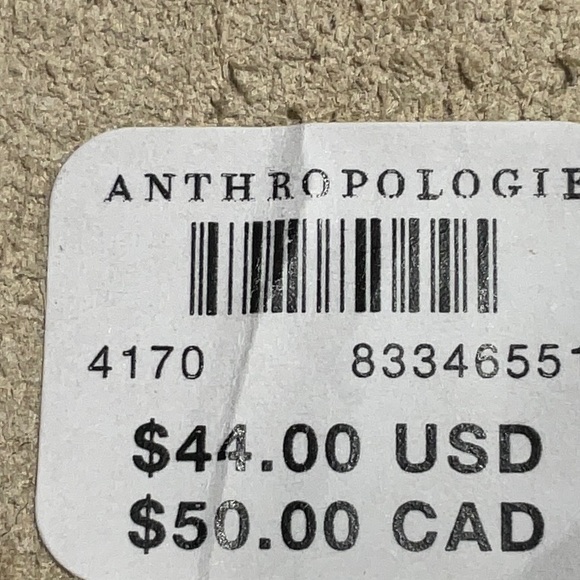 ANTHROPOLOGIE
4170 83346551
$44.00 USD
$50.00 CAD